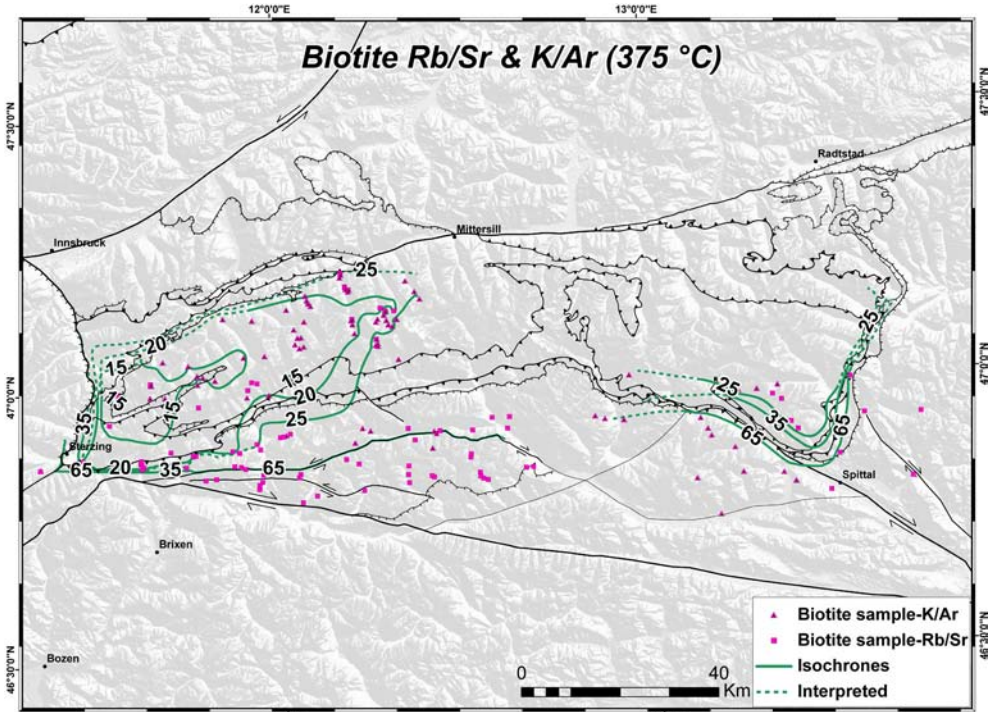 12°0'0"E 13°0'0"E
Biotite Rb/Sr & K/Ar (375 °C)
47°30'0"N 47°30'0"N
Radtstad
Innsbruck
Mittersill
25
20 25
15
15 15 15 20 25
35 25 35
Sterzing
65 20 35 65 65 65
47°0'0"N 47°0'0"N
Spittal
Brixen
Bozen
46°30'0"N 46°30'0"N
0 40
Km
Biotite sample-K/Ar
Biotite sample-Rb/Sr
Isochrones
Interpreted